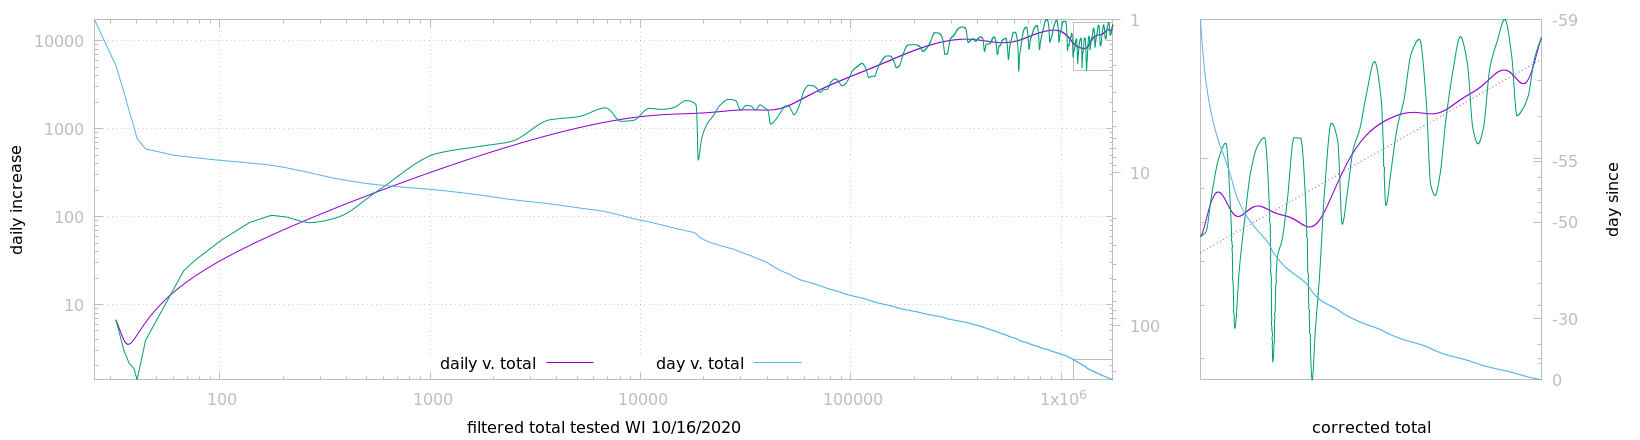 10000
1000
100
10
daily increase
100
1000
10000
100000
1x10⁶
filtered total tested WI 10/16/2020
daily v. total
day v. total
1
10
100
-59
-55
-50
-30
0
day since
corrected total